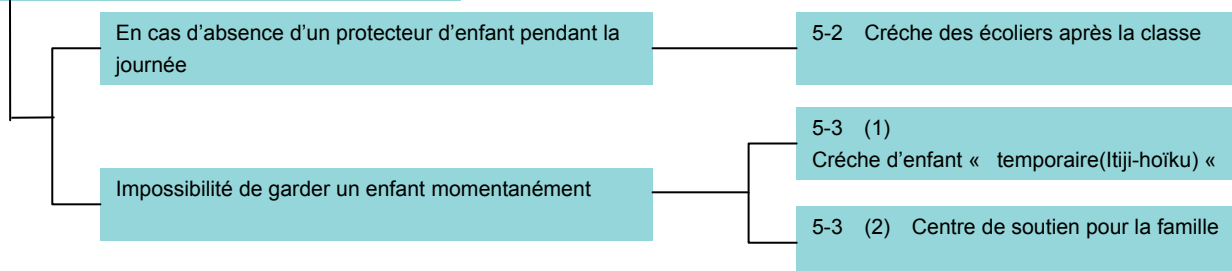 En cas d’absence d’un protecteur d’enfant pendant la
journée
5-2 Créche des écoliers après la classe
Impossibilité de garder un enfant momentanément
5-3 (1)
Créche d’enfant « temporaire(Itiji-hoïku) «
5-3 (2) Centre de soutien pour la famille